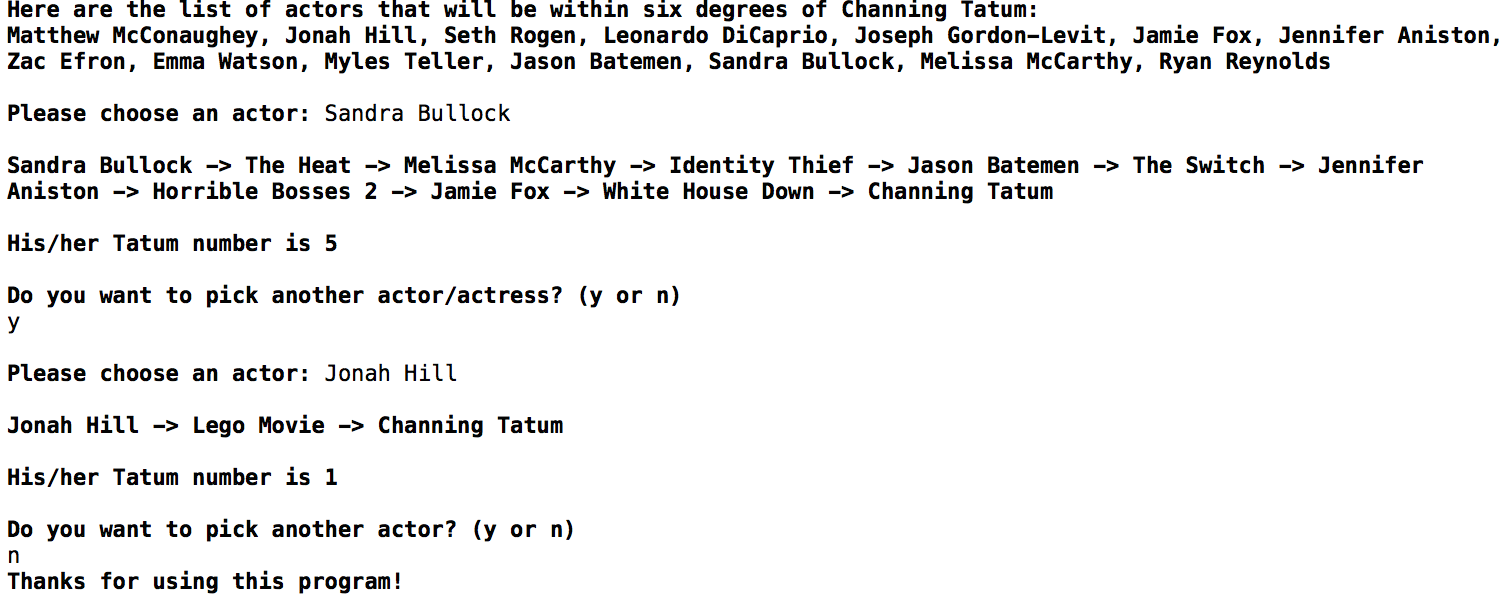 Here are the list of actors that will be within six degrees of Channing Tatum:
Matthew McConaughey, Jonah Hill, Seth Rogen, Leonardo DiCaprio, Joseph Gordon-Levit, Jamie Fox, Jennifer Aniston,
Zac Efron, Emma Watson, Myles Teller, Jason Batemen, Sandra Bullock, Melissa McCarthy, Ryan Reynolds
Please choose an actor: Sandra Bullock
Sandra Bullock -> The Heat -> Melissa McCarthy -> Identity Thief -> Jason Batemen -> The Switch -> Jennifer
Aniston -> Horrible Bosses 2 -> Jamie Fox -> White House Down -> Channing Tatum
His/her Tatum number is 5
Do you want to pick another actor/actress? (y or n)
y
Please choose an actor: Jonah Hill
Jonah Hill -> Lego Movie -> Channing Tatum
His/her Tatum number is 1
Do you want to pick another actor? (y or n)
n
Thanks for using this program!